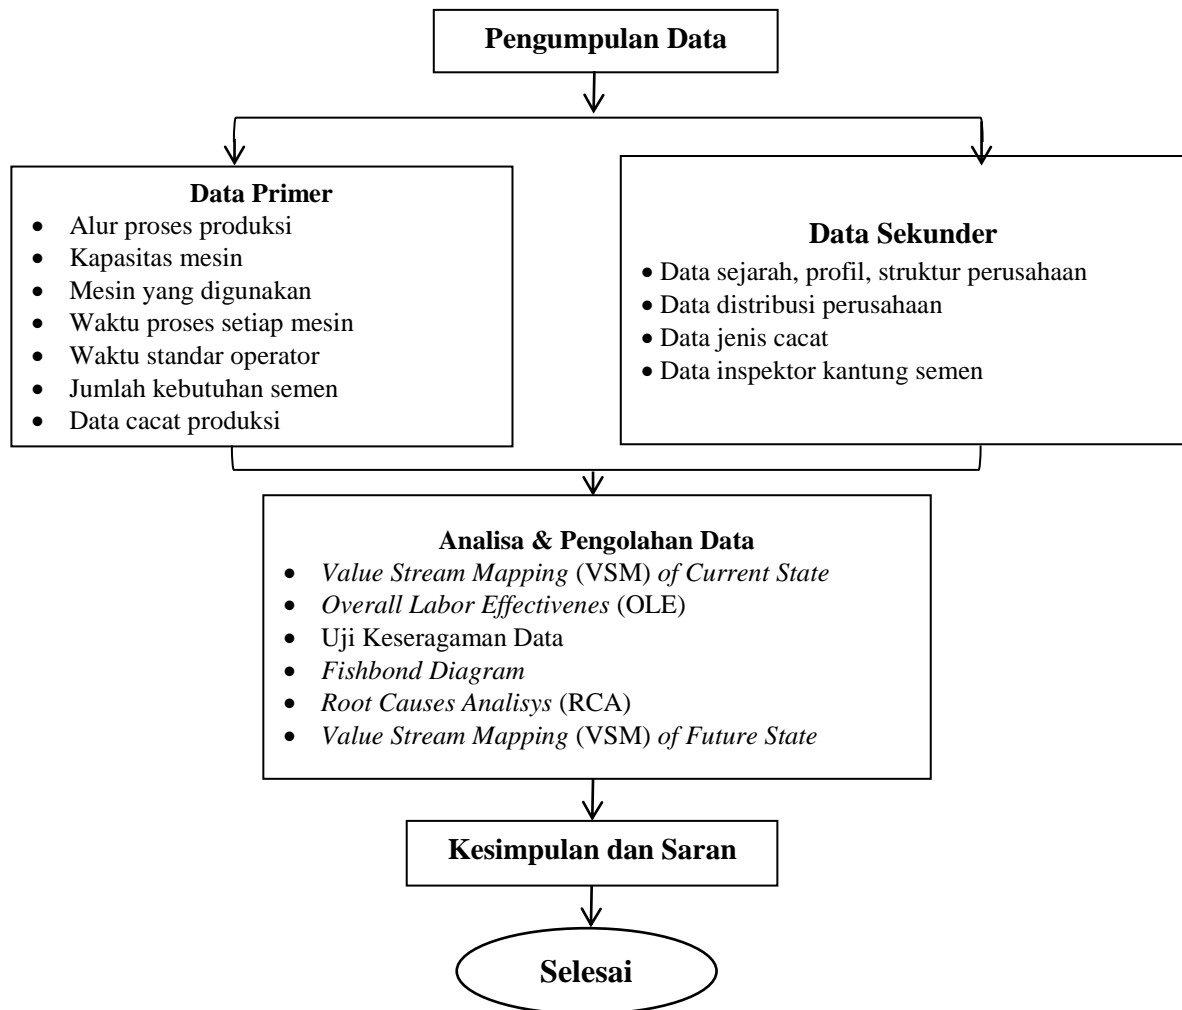 Pengumpulan Data
Data Primer
• Alur proses produksi
• Kapasitas mesin
• Mesin yang digunakan
• Waktu proses setiap mesin
• Waktu standar operator
• Jumlah kebutuhan semen
• Data cacat produksi
Data Sekunder
• Data sejarah, profil, struktur perusahaan
• Data distribusi perusahaan
• Data jenis cacat
• Data inspektor kantung semen
Analisa & Pengolahan Data
• Value Stream Mapping (VSM) of Current State
• Overall Labor Effectivenes (OLE)
• Uji Keseragaman Data
• Fishbond Diagram
• Root Causes Analisys (RCA)
• Value Stream Mapping (VSM) of Future State
Kesimpulan dan Saran
Selesai